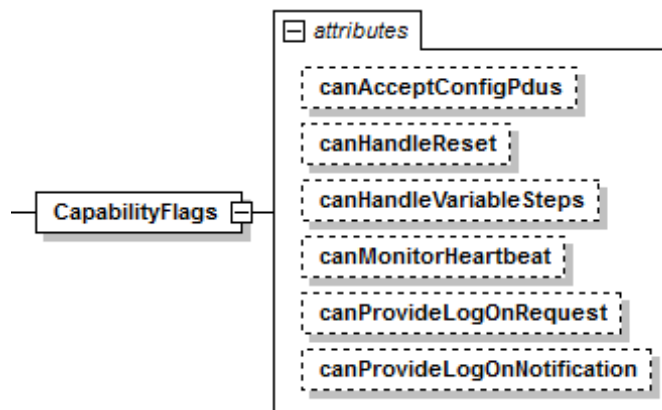 attributes
canAcceptConfigPdus
canHandleReset
CapabilityFlags
canHandleVariableSteps
canMonitorHeartbeat
canProvideLogOnRequest
canProvideLogOnNotification